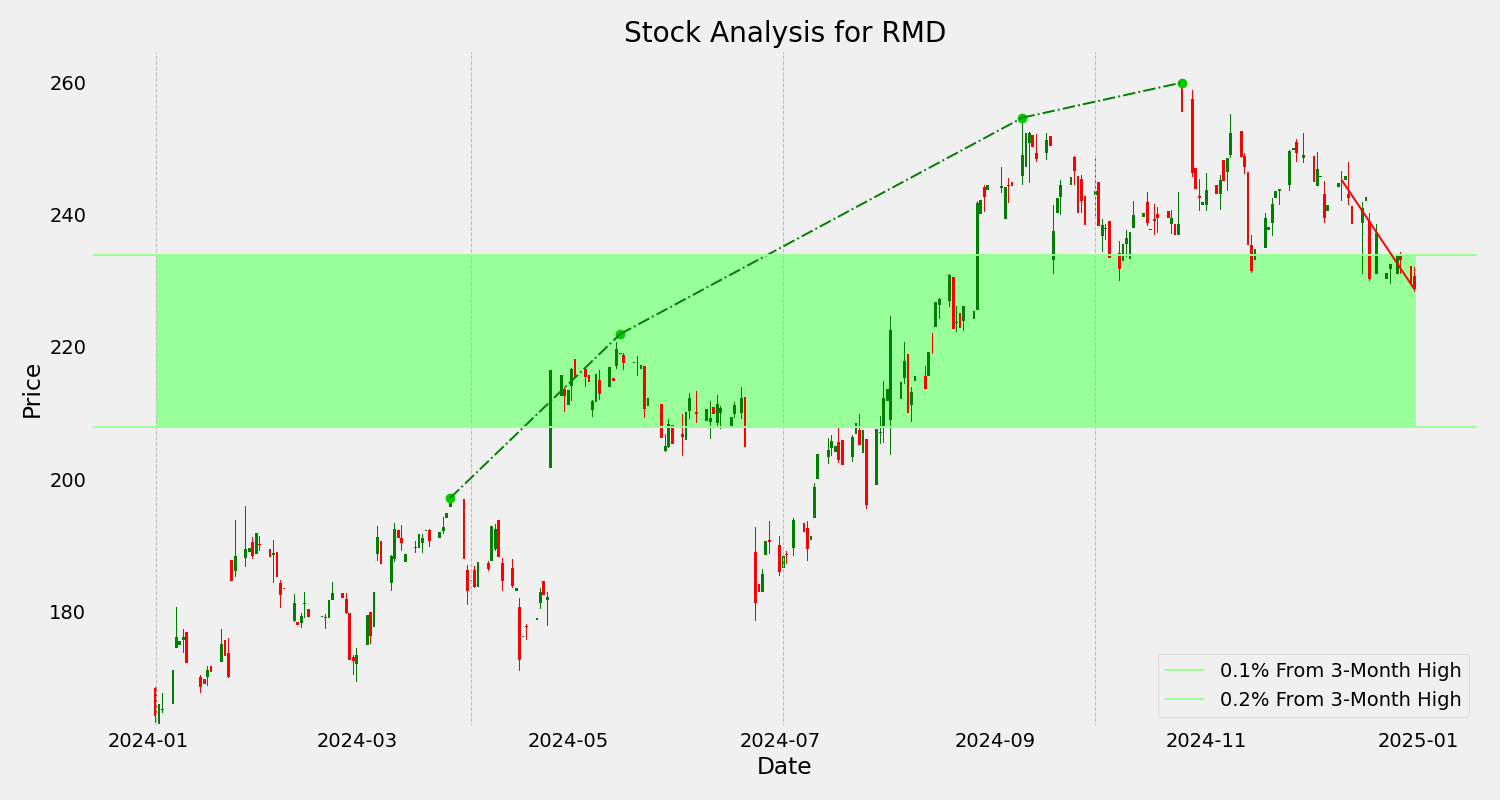 Stock Analysis for RMD
260
240
220
200
180
Price
2024-01
2024-03
2024-05
2024-07
2024-09
2024-11
2025-01
Date
0.1% From 3-Month High
0.2% From 3-Month High